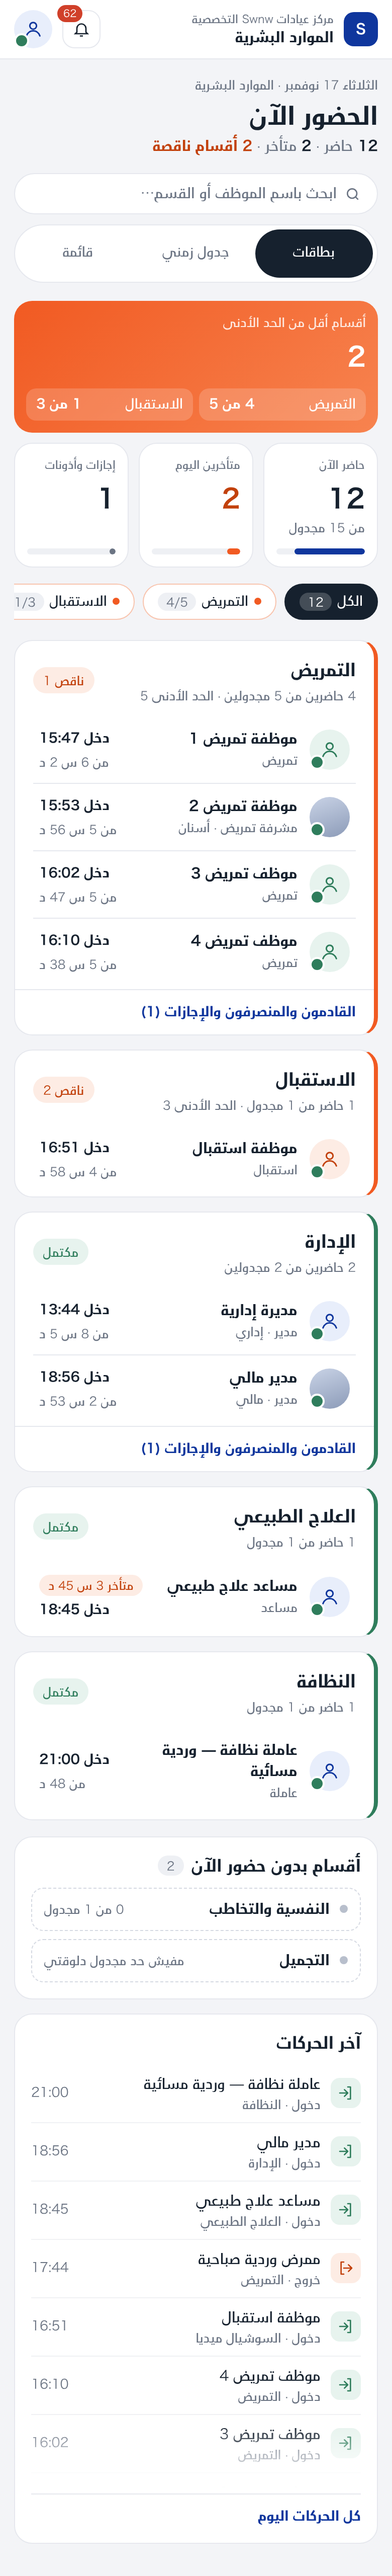 S
مركز عيادات Swnw التخصصية
الموارد البشرية
62
الثلاثاء 17 نوفمبر · الموارد البشرية
الحضور الآن
12 حاضر · 2 متأخر · 2 أقسام ناقصة
ابحث باسم الموظف أو القسم…
بطاقات
جدول زمني
قائمة
أقسام أقل من الحد الأدنى
2
التمريض 4 من 5
الاستقبال 1 من 3
حاضر الآن
12
من 15 مجدول
متأخرين اليوم
2
إجازات وأذونات
1
الكل 12
التمريض 4/5
الاستقبال 1/3
التمريض
ناقص 1
4 حاضرين من 5 مجدولين · الحد الأدنى 5
موظفة تمريض 1
تمريض
دخل 15:47
من 6 س 2 د
موظفة تمريض 2
مشرفة تمريض · أسنان
دخل 15:53
من 5 س 56 د
موظف تمريض 3
تمريض
دخل 16:02
من 5 س 47 د
موظف تمريض 4
تمريض
دخل 16:10
من 5 س 38 د
القادمون والمنصرفون والإجازات (1)
الاستقبال
ناقص 2
1 حاضر من 1 مجدول · الحد الأدنى 3
موظفة استقبال
استقبال
دخل 16:51
من 4 س 58 د
الإدارة
مكتمل
2 حاضرين من 2 مجدولين
مديرة إدارية
مدير · إداري
دخل 13:44
من 8 س 5 د
مدير مالي
مدير · مالي
دخل 18:56
من 2 س 53 د
القادمون والمنصرفون والإجازات (1)
العلاج الطبيعي
مكتمل
1 حاضر من 1 مجدول
مساعد علاج طبيعي
مساعد
متأخر 3 س 45 د
دخل 18:45
النظافة
مكتمل
1 حاضر من 1 مجدول
عاملة نظافة — وردية
مسائية
عاملة
دخل 21:00
من 48 د
أقسام بدون حضور الآن 2
النفسية والتخاطب
0 من 1 مجدول
التجميل
مفيش حد مجدول دلوقتي
آخر الحركات
عاملة نظافة — وردية مسائية
دخول · النظافة
21:00
مدير مالي
دخول · الإدارة
18:56
مساعد علاج طبيعي
دخول · العلاج الطبيعي
18:45
ممرض وردية صباحية
خروج · التمريض
17:44
موظفة استقبال
دخول · السوشيال ميديا
16:51
موظف تمريض 4
دخول · التمريض
16:10
موظف تمريض 3
دخول · التمريض
16:02
كل الحركات اليوم